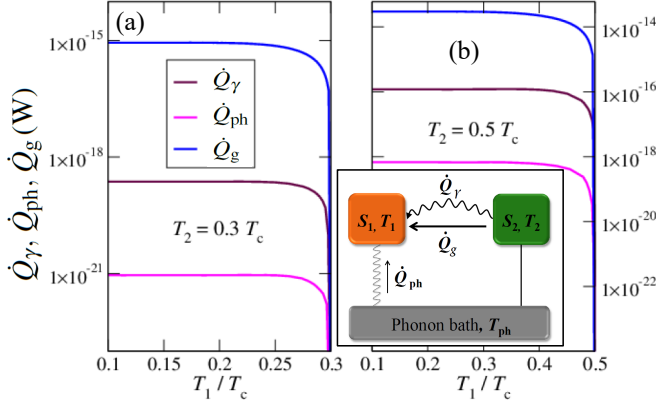 (a)
(b)
Q̇γ, Q̇ph, Q̇g (W)
1×10⁻¹⁵
1×10⁻¹⁸
1×10⁻²¹
Q̇γ
Q̇ph
Q̇g
T₂ = 0.3 Tc
0.1 0.15 0.2 0.25 0.3
T₁ / Tc
1×10⁻¹⁴
1×10⁻¹⁶
1×10⁻¹⁸
1×10⁻²⁰
1×10⁻²²
T₂ = 0.5 Tc
Q̇γ
S₁, T₁
S₂, T₂
Q̇g
Q̇ph
Phonon bath, Tph
0.1 0.2 0.3 0.4 0.5
T₁ / Tc